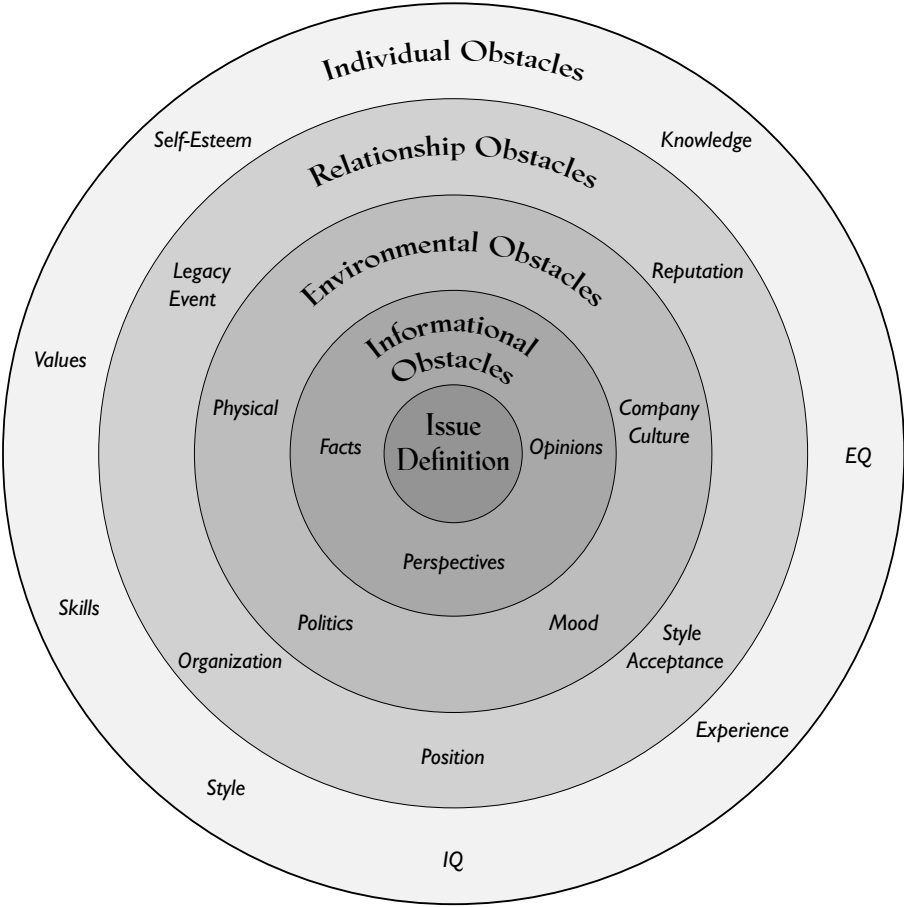 Individual Obstacles
Self-Esteem
Knowledge
Relationship Obstacles
Legacy
Event
Reputation
Environmental Obstacles
Informational
Obstacles
Values
Physical
Company
Culture
Facts
Issue
Definition
Opinions
EQ
Perspectives
Skills
Politics
Mood
Organization
Style
Acceptance
Experience
Position
Style
IQ